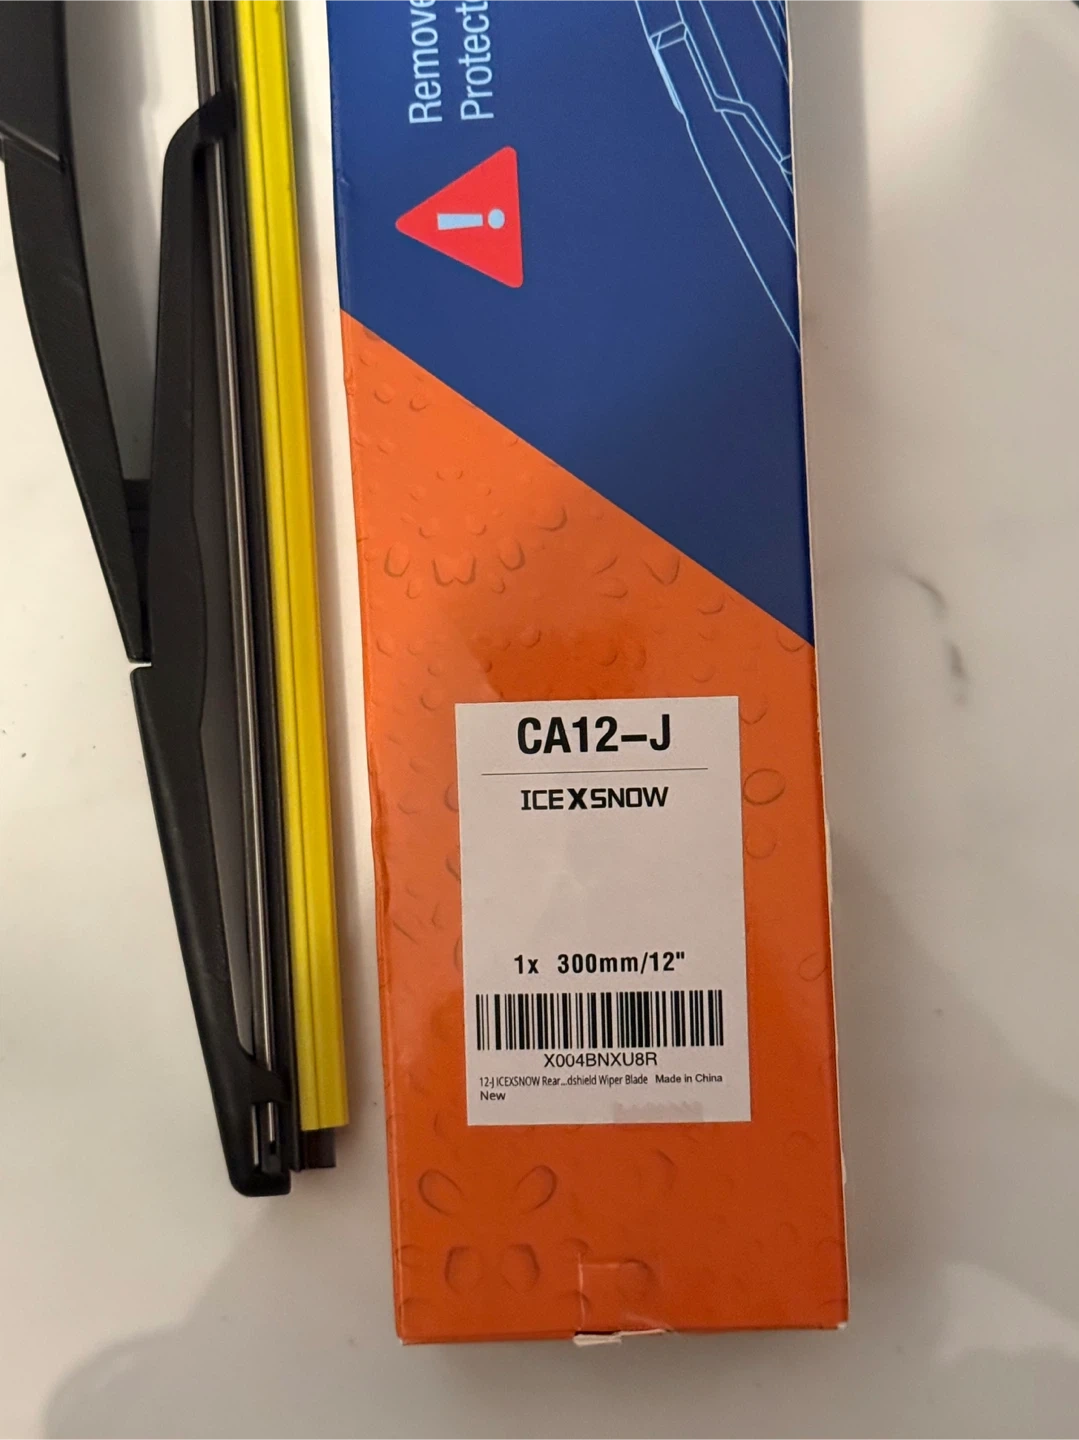 Remove
Protect
CA12–J
ICEXSNOW
1x 300mm/12"
X004BNXU8R
12-J ICEXSNOW Rear...dshield Wiper Blade Made in China
New